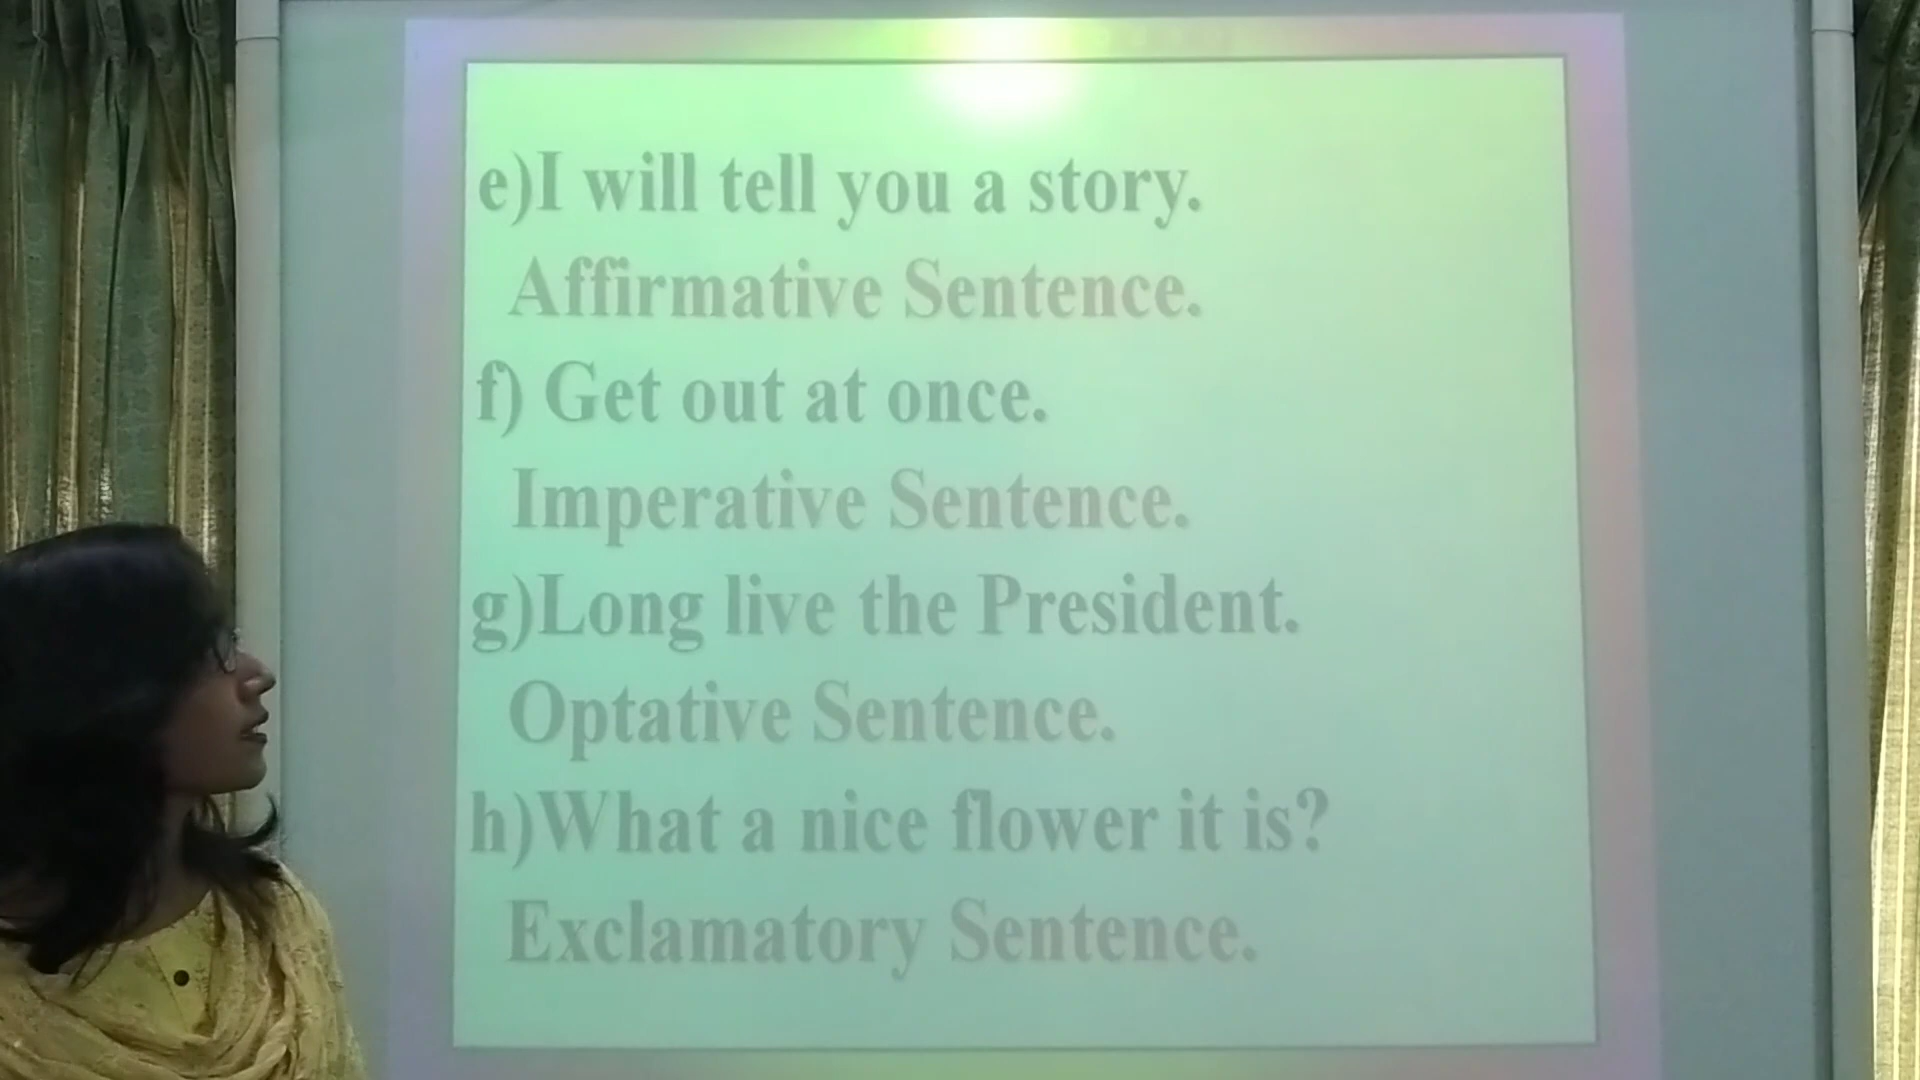 e)I will tell you a story.
Affirmative Sentence.
f) Get out at once.
Imperative Sentence.
g)Long live the President.
Optative Sentence.
h)What a nice flower it is?
Exclamatory Sentence.